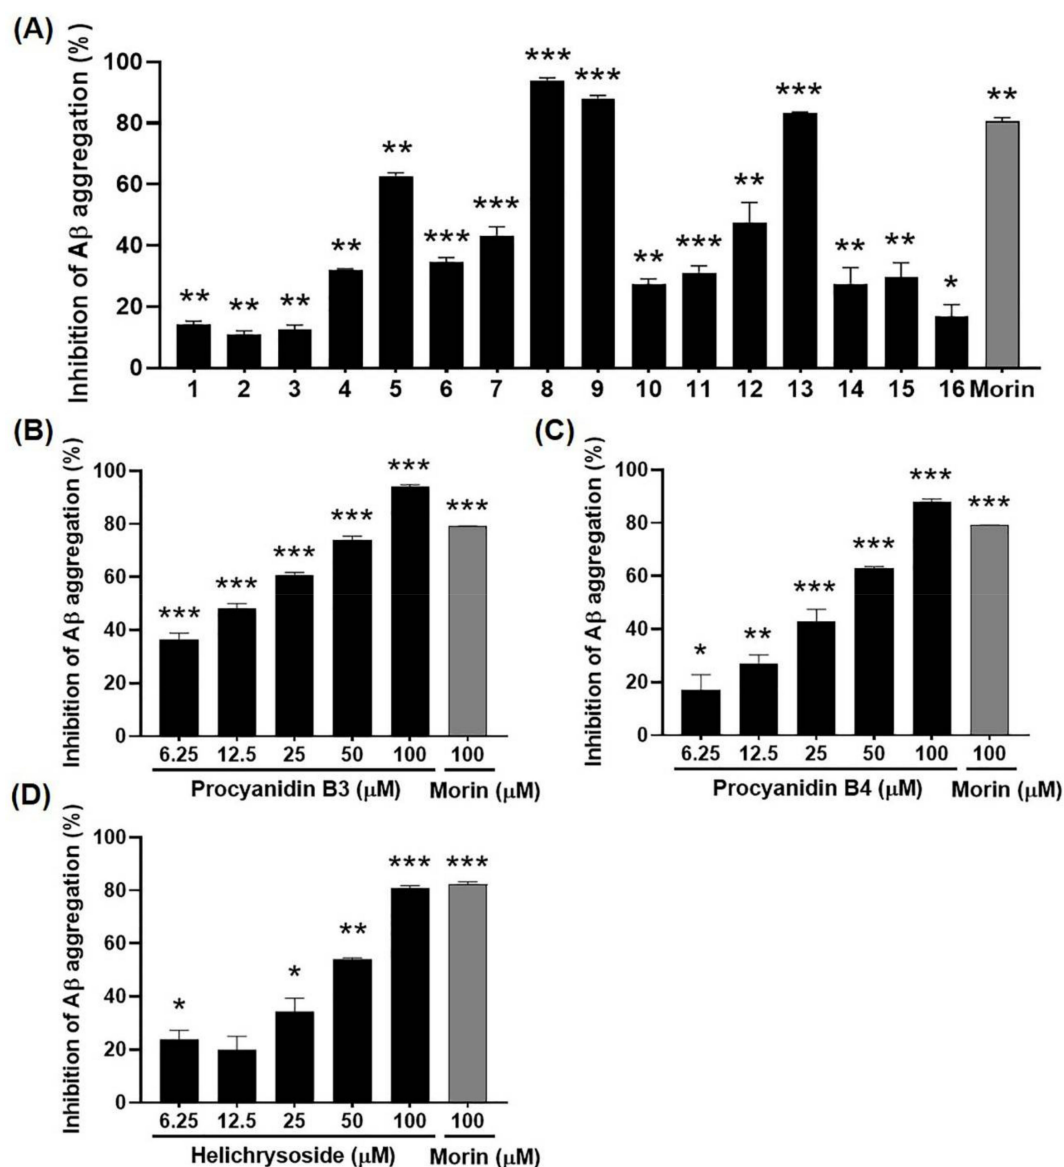 (A)
Inhibition of Aβ aggregation (%)
100
80
60
40
20
0
** ** ** ** ** *** *** *** *** ** *** ** *** ** ** * **
1 2 3 4 5 6 7 8 9 10 11 12 13 14 15 16 Morin
(B)
Inhibition of Aβ aggregation (%)
100
80
60
40
20
0
*** *** *** *** *** ***
6.25 12.5 25 50 100 100
Procyanidin B3 (μM) Morin (μM)
(C)
Inhibition of Aβ aggregation (%)
100
80
60
40
20
0
* ** *** *** *** ***
6.25 12.5 25 50 100 100
Procyanidin B4 (μM) Morin (μM)
(D)
Inhibition of Aβ aggregation (%)
100
80
60
40
20
0
* * ** *** ***
6.25 12.5 25 50 100 100
Helichrysoside (μM) Morin (μM)